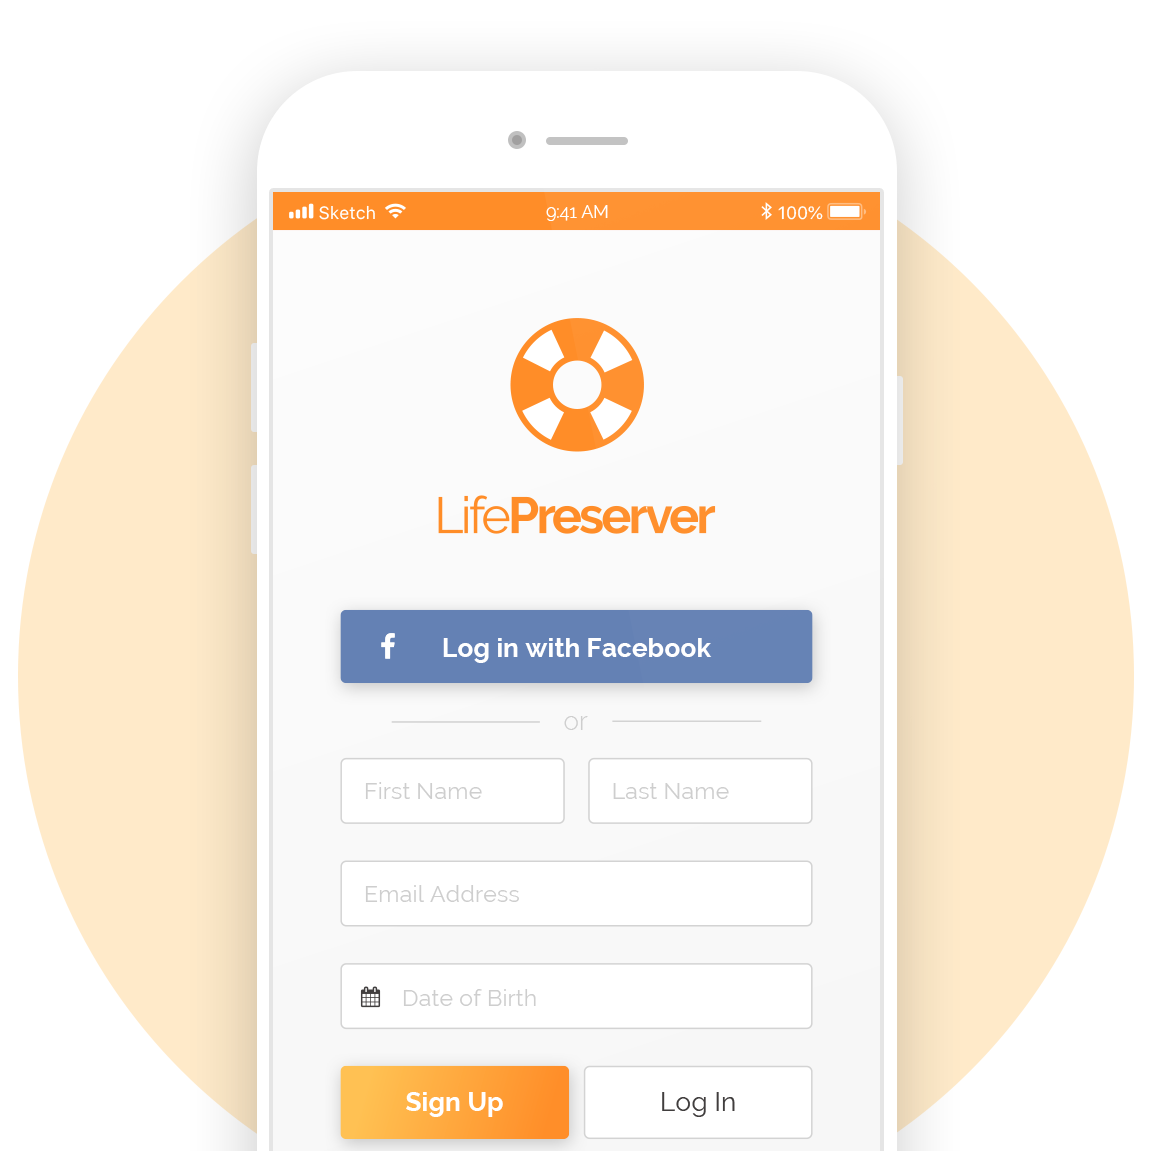 Sketch 9:41 AM 100%
LifePreserver
f Log in with Facebook
or
First Name Last Name
Email Address
Date of Birth
Sign Up Log In